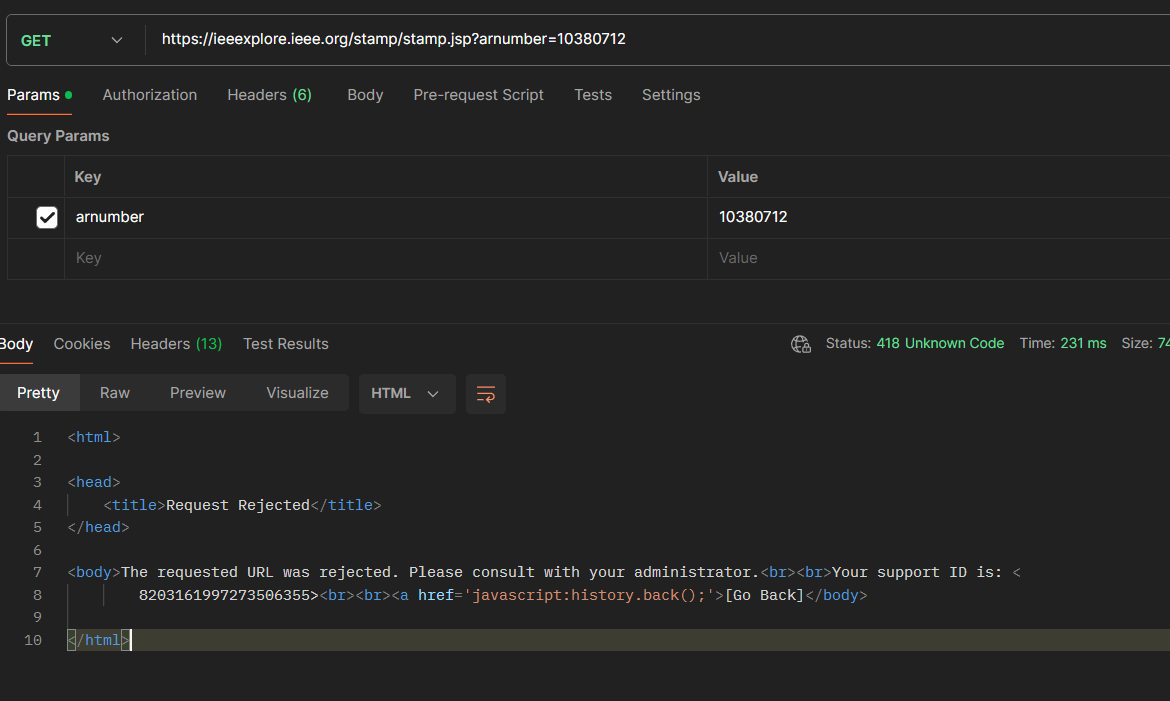 GET https://ieeexplore.ieee.org/stamp/stamp.jsp?arnumber=10380712
Params Authorization Headers (6) Body Pre-request Script Tests Settings
Query Params
Key Value
arnumber 10380712
Key Value
Body Cookies Headers (13) Test Results Status: 418 Unknown Code Time: 231 ms Size: 74
Pretty Raw Preview Visualize HTML
1 <html>
2
3 <head>
4 <title>Request Rejected</title>
5 </head>
6
7 <body>The requested URL was rejected. Please consult with your administrator.<br><br>Your support ID is: <
8 8203161997273506355><br><br><a href='javascript:history.back();'>[Go Back]</body>
9
10 </html>